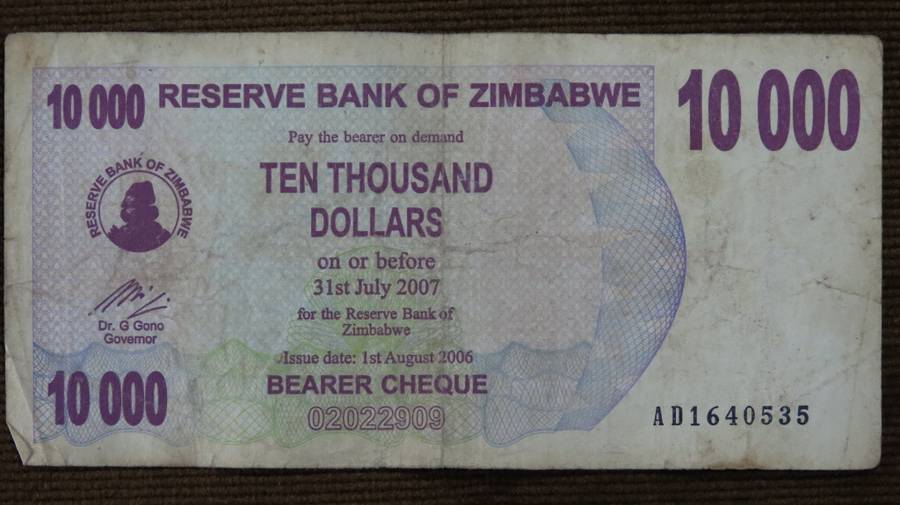 10 000
RESERVE BANK OF ZIMBABWE
10 000
Pay the bearer on demand
TEN THOUSAND
DOLLARS
RESERVE BANK OF ZIMBABWE
on or before
31st July 2007
for the Reserve Bank of
Zimbabwe
Dr. G Gono
Governor
Issue date: 1st August 2006
BEARER CHEQUE
10 000
02022909
AD1640535